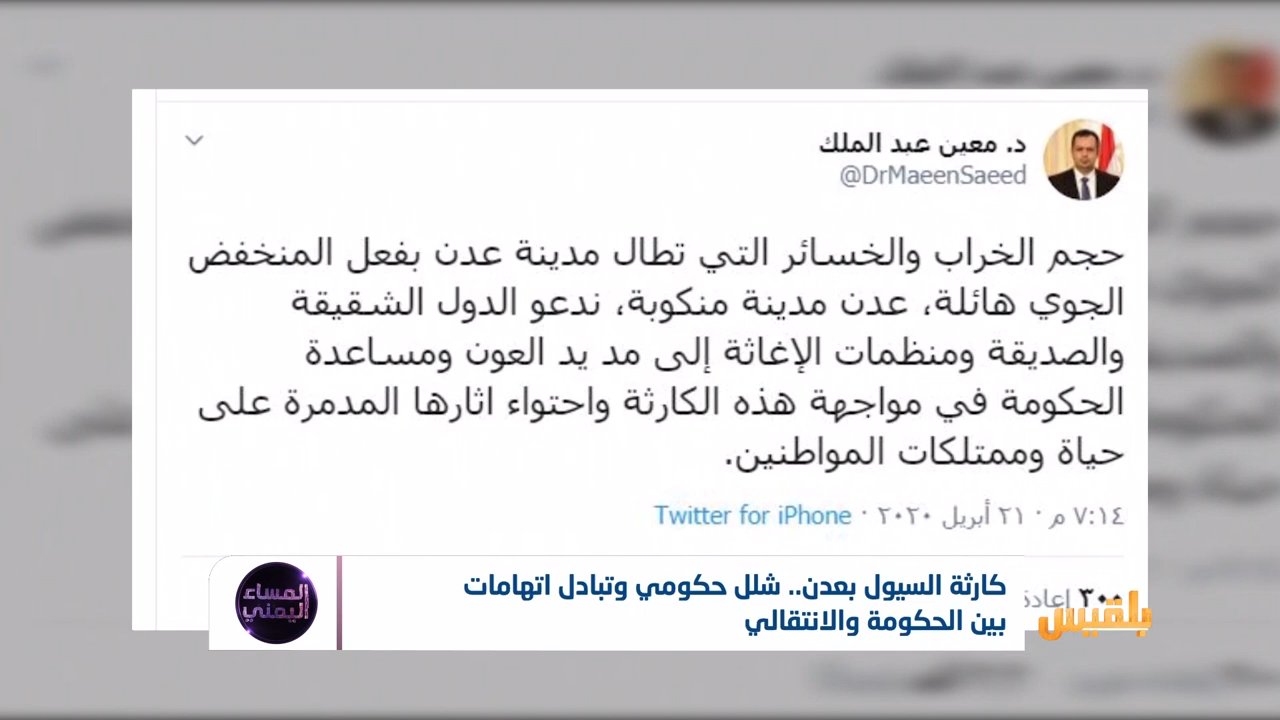 د. معين عبد الملك
@DrMaeenSaeed
حجم الخراب والخسائر التي تطال مدينة عدن بفعل المنخفض
الجوي هائلة، عدن مدينة منكوبة، ندعو الدول الشقيقة
والصديقة ومنظمات الإغاثة إلى مد يد العون ومساعدة
الحكومة في مواجهة هذه الكارثة واحتواء اثارها المدمرة على
حياة وممتلكات المواطنين.
٧:١٤ م · ٢١ أبريل ٢٠٢٠ · Twitter for iPhone
٣٠٠ إعادة
كارثة السيول بعدن.. شلل حكومي وتبادل اتهامات
بين الحكومة والانتقالي
المساء
اليمني
بلقيس